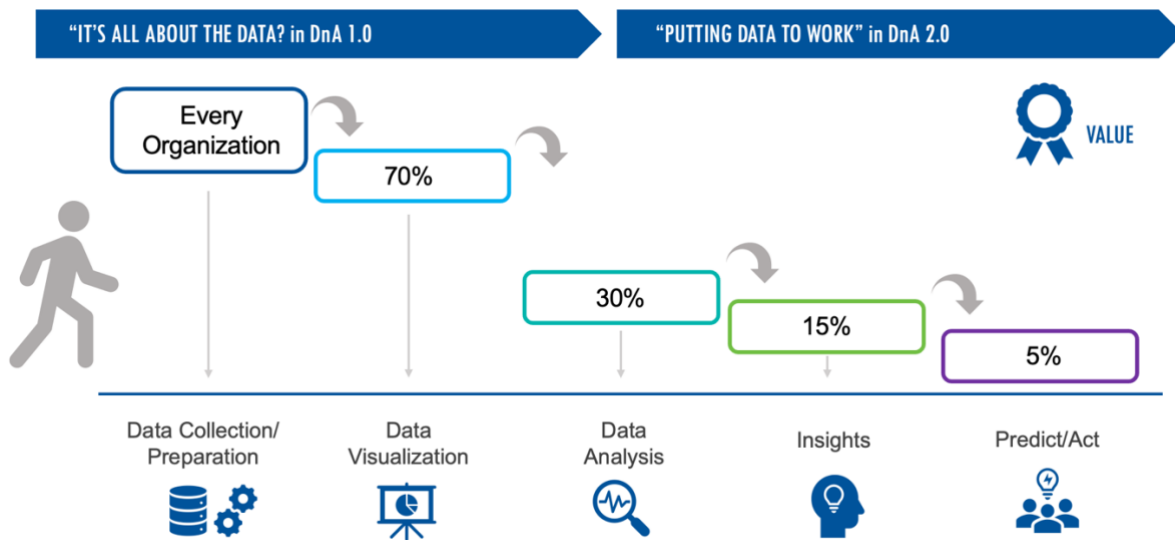 “IT’S ALL ABOUT THE DATA? in DnA 1.0
“PUTTING DATA TO WORK” in DnA 2.0
Every
Organization
70%
30%
15%
5%
VALUE
Data Collection/
Preparation
Data
Visualization
Data
Analysis
Insights
Predict/Act